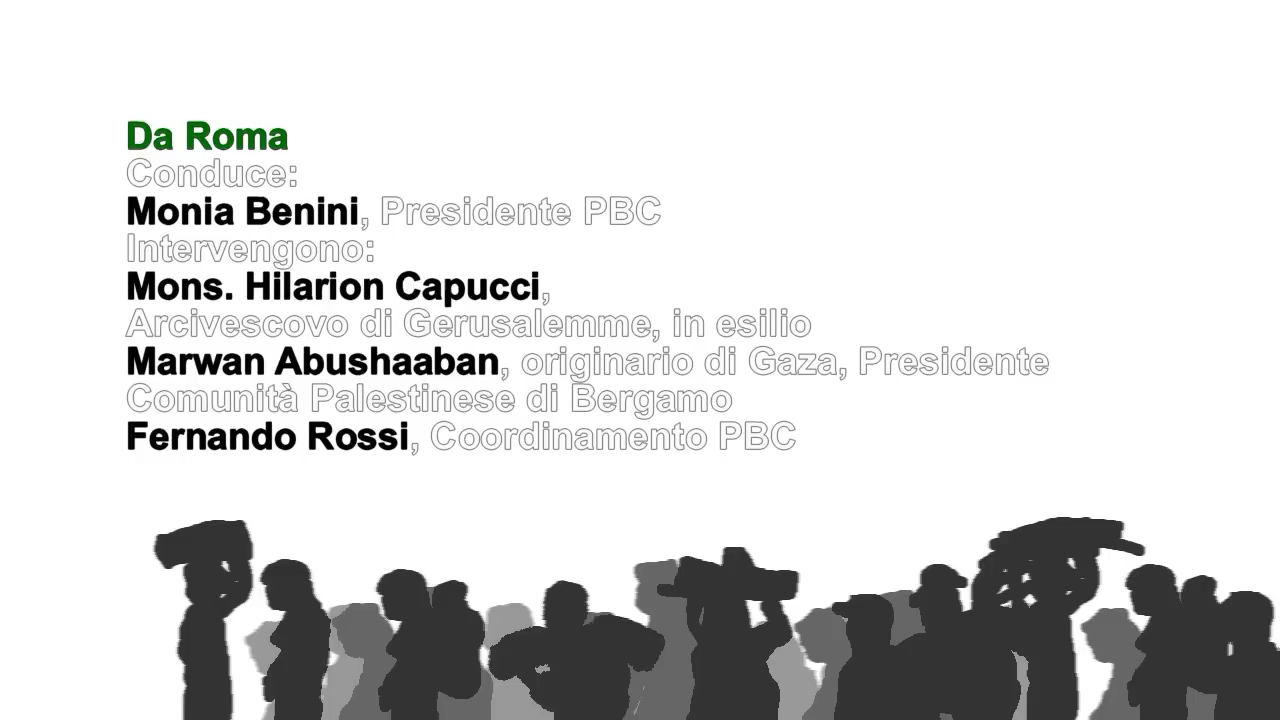 Da Roma
Conduce:
Monia Benini, Presidente PBC
Intervengono:
Mons. Hilarion Capucci,
Arcivescovo di Gerusalemme, in esilio
Marwan Abushaaban, originario di Gaza, Presidente
Comunità Palestinese di Bergamo
Fernando Rossi, Coordinamento PBC